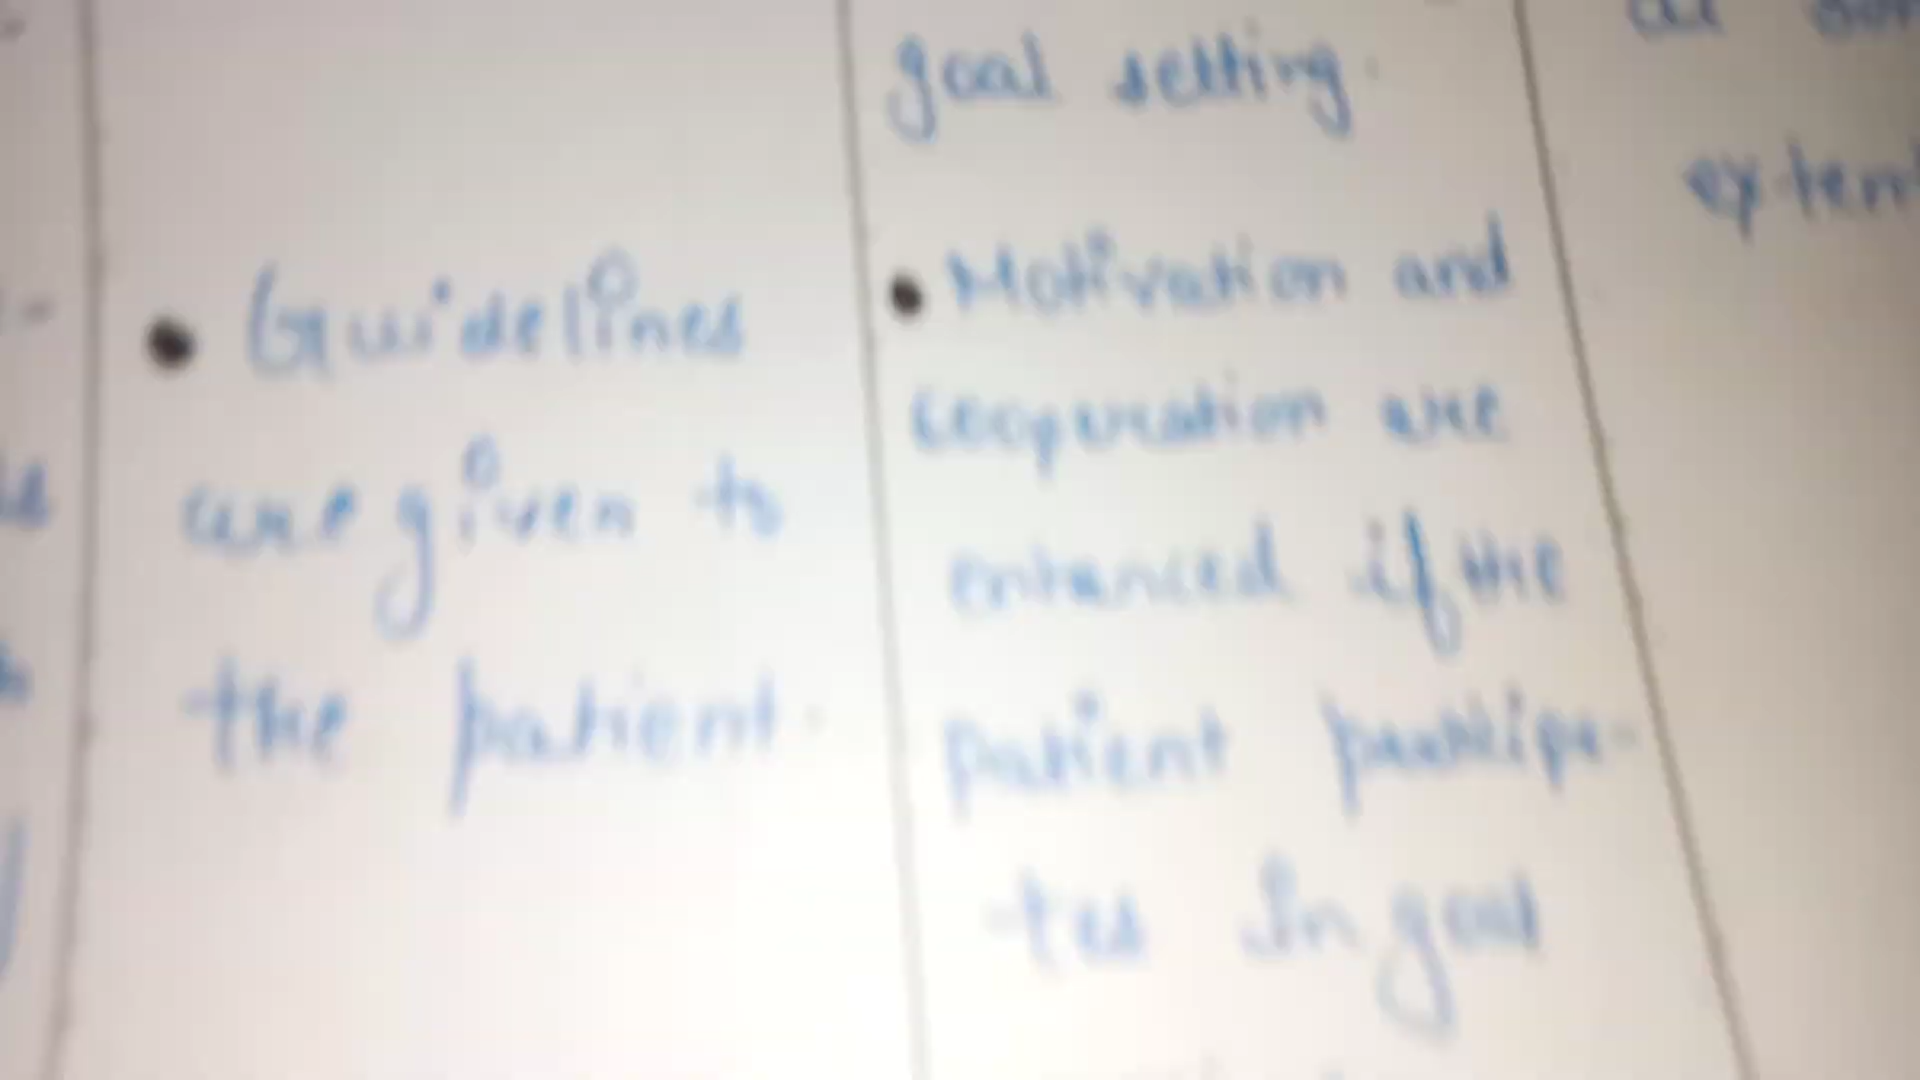 goal setting.
• Guidelines
are given to
the patient.
• Motivation and
cooperation are
enhanced if the
patient participa-
tes in goal